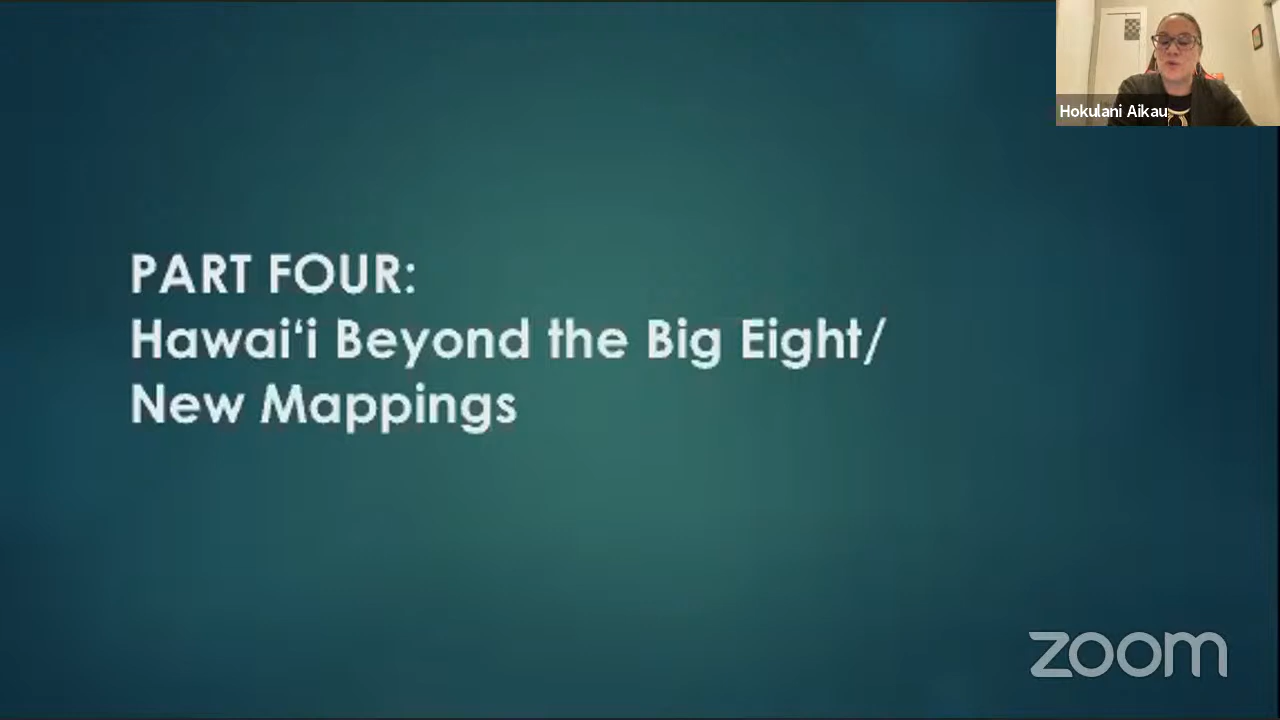 Hokulani Aikau
PART FOUR:
Hawai‘i Beyond the Big Eight/
New Mappings
zoom